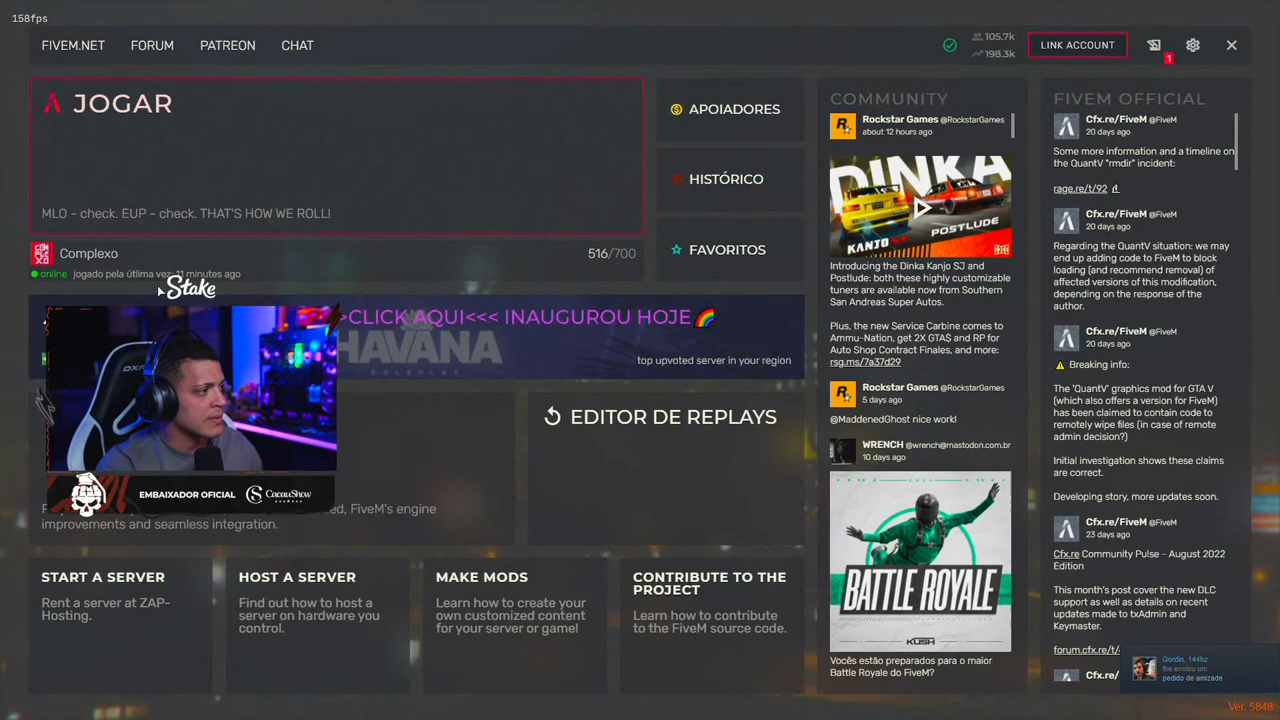 158fps
FIVEM.NET
FORUM
PATREON
CHAT
105.7k
198.3k
LINK ACCOUNT
1
JOGAR
MLO - check. EUP - check. THAT'S HOW WE ROLL!
Complexo
516/700
online
jogado pela útlima vez: 11 minutes ago
Stake
APOIADORES
HISTÓRICO
FAVORITOS
>CLICK AQUI<<< INAUGUROU HOJE🌈
HAVANA
ROLEPLAY
top upvoted server in your region
EMBAIXADOR OFICIAL
CacauShow
FiveM's engine
improvements and seamless integration.
EDITOR DE REPLAYS
START A SERVER
Rent a server at ZAP-
Hosting.
HOST A SERVER
Find out how to host a
server on hardware you
control.
MAKE MODS
Learn how to create your
own customized content
for your server or game!
CONTRIBUTE TO THE
PROJECT
Learn how to contribute
to the FiveM source code.
COMMUNITY
Rockstar Games @RockstarGames
about 12 hours ago
DINKA
KANJO
POSTLUDE
Introducing the Dinka Kanjo SJ and
Postlude: both these highly customizable
tuners are available now from Southern
San Andreas Super Autos.
Plus, the new Service Carbine comes to
Ammu-Nation, get 2X GTA$ and RP for
Auto Shop Contract Finales, and more:
rsg.ms/7a37d29
Rockstar Games @RockstarGames
5 days ago
@MaddenedGhost nice work!
WRENCH @wrench@mastodon.com.br
10 days ago
BATTLE ROYALE
KUSH
Vocês estão preparados para o maior
Battle Royale do FiveM?
FIVEM OFFICIAL
Cfx.re/FiveM @FiveM
20 days ago
Some more information and a timeline on
the QuantV "rmdir" incident:
rage.re/t/92
Cfx.re/FiveM @FiveM
20 days ago
Regarding the QuantV situation: we may
end up adding code to FiveM to block
loading (and recommend removal) of
affected versions of this modification,
depending on the response of the
author.
Cfx.re/FiveM @FiveM
20 days ago
⚠️ Breaking info:
The 'QuantV' graphics mod for GTA V
(which also offers a version for FiveM)
has been claimed to contain code to
remotely wipe files (in case of remote
admin decision?)
Initial investigation shows these claims
are correct.
Developing story, more updates soon.
Cfx.re/FiveM @FiveM
23 days ago
Cfx.re Community Pulse - August 2022
Edition
This month's post cover the new DLC
support as well as details on recent
updates made to txAdmin and
Keymaster.
forum.cfx.re/t/
Cfx.re/
Gordin, 144hz
lhe enviou um
pedido de amizade
Ver. 5848